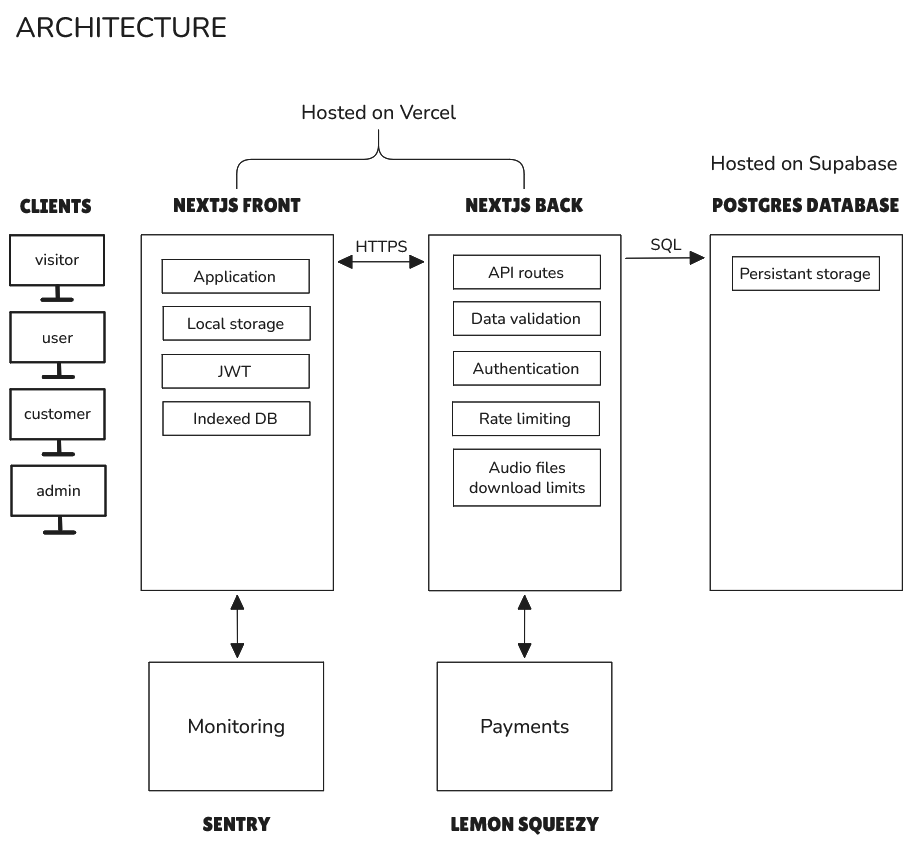 ARCHITECTURE
Hosted on Vercel
Hosted on Supabase
CLIENTS
NEXTJS FRONT
NEXTJS BACK
POSTGRES DATABASE
visitor
user
customer
admin
Application
Local storage
JWT
Indexed DB
HTTPS
API routes
Data validation
Authentication
Rate limiting
Audio files
download limits
SQL
Persistant storage
Monitoring
SENTRY
Payments
LEMON SQUEEZY